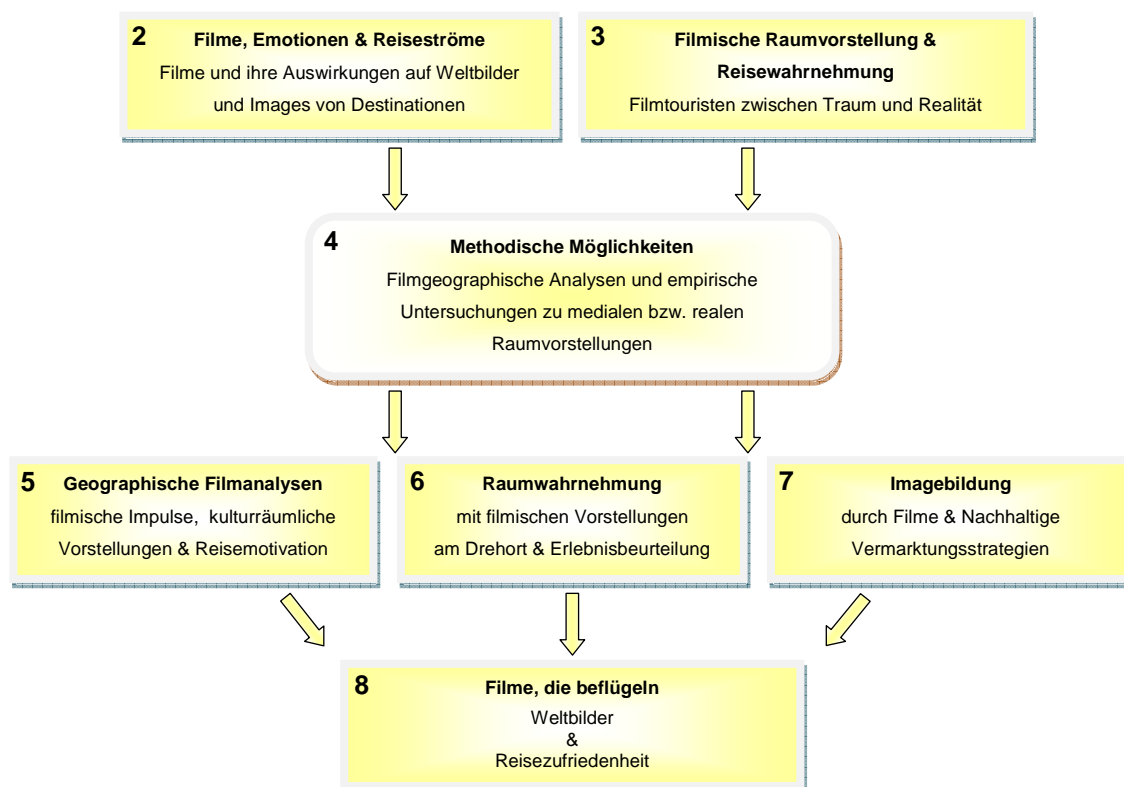 2
Filme, Emotionen & Reiseströme
Filme und ihre Auswirkungen auf Weltbilder
und Images von Destinationen
3
Filmische Raumvorstellung &
Reisewahrnehmung
Filmtouristen zwischen Traum und Realität
4
Methodische Möglichkeiten
Filmgeographische Analysen und empirische
Untersuchungen zu medialen bzw. realen
Raumvorstellungen
5
Geographische Filmanalysen
filmische Impulse, kulturräumliche
Vorstellungen & Reisemotivation
6
Raumwahrnehmung
mit filmischen Vorstellungen
am Drehort & Erlebnisbeurteilung
7
Imagebildung
durch Filme & Nachhaltige
Vermarktungsstrategien
8
Filme, die beflügeln
Weltbilder
&
Reisezufriedenheit